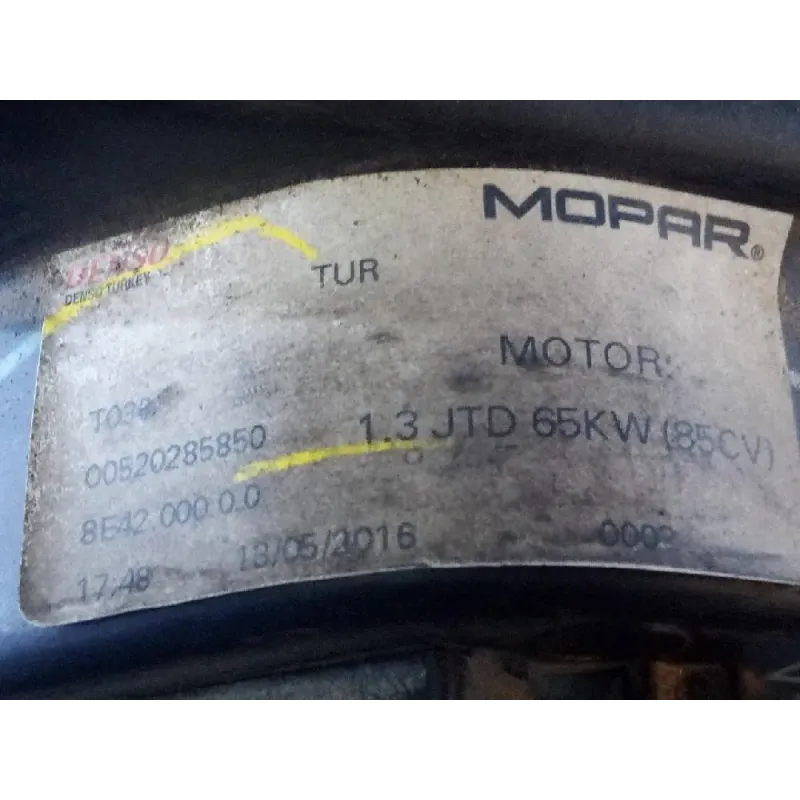 MOPAR®
DENSO
DENSO TURKEY
TUR
MOTOR:
00520285850
1.3 JTD 65KW (85CV)
8E42.000 0.0
17.48 13/05/2016